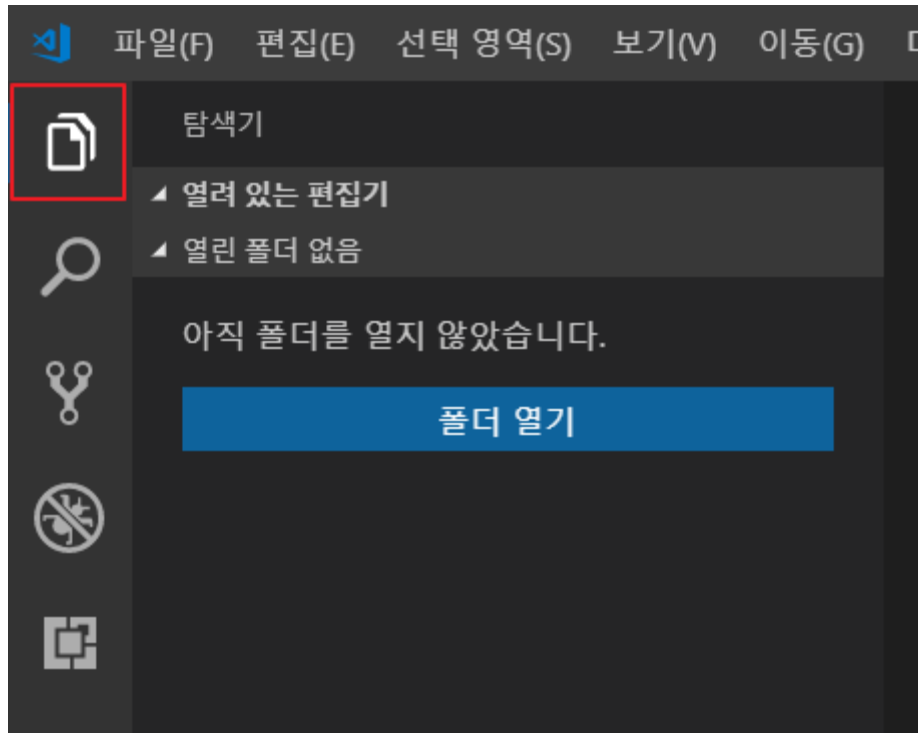 파일(F) 편집(E) 선택 영역(S) 보기(V) 이동(G)
탐색기
열려 있는 편집기
열린 폴더 없음
아직 폴더를 열지 않았습니다.
폴더 열기